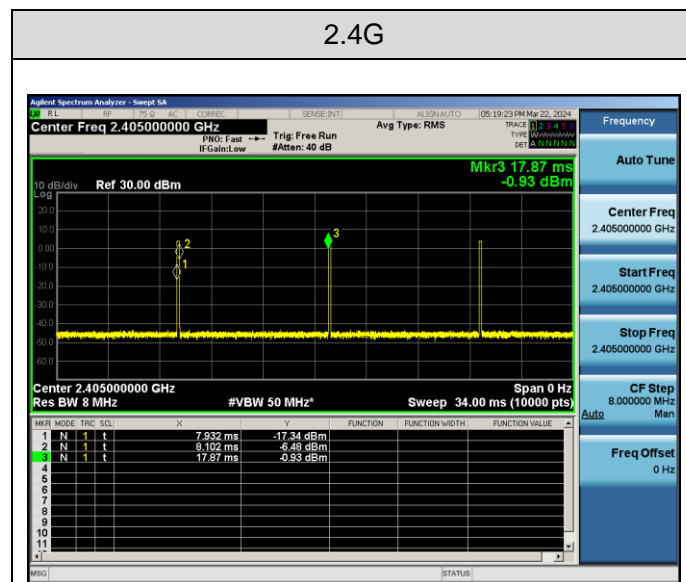 2.4G
Agilent Spectrum Analyzer - Swept SA
RL RF 75 Ω AC CORREC SENSE:INT ALIGNAUTO 05:19:23 PM Mar 22, 2024
Center Freq 2.405000000 GHz Avg Type: RMS TRACE 1 2 3 4 5 6
PNO: Fast Trig: Free Run TYPE
IFGain:Low #Atten: 40 dB DET A N N N N N
Mkr3 17.87 ms
-0.93 dBm
10 dB/div Ref 30.00 dBm
Log
20.0
10.0
0.00
-10.0
-20.0
-30.0
-40.0
-50.0
-60.0
2
1
3
Center 2.405000000 GHz Span 0 Hz
Res BW 8 MHz #VBW 50 MHz* Sweep 34.00 ms (10000 pts)
MKR MODE TRC SCL X Y FUNCTION FUNCTION WIDTH FUNCTION VALUE
1 N 1 t 7.932 ms -17.34 dBm
2 N 1 t 8.102 ms -6.48 dBm
3 N 1 t 17.87 ms -0.93 dBm
4
5
6
7
8
9
10
11
MSG STATUS
Frequency
Auto Tune
Center Freq
2.405000000 GHz
Start Freq
2.405000000 GHz
Stop Freq
2.405000000 GHz
CF Step
8.000000 MHz
Auto Man
Freq Offset
0 Hz